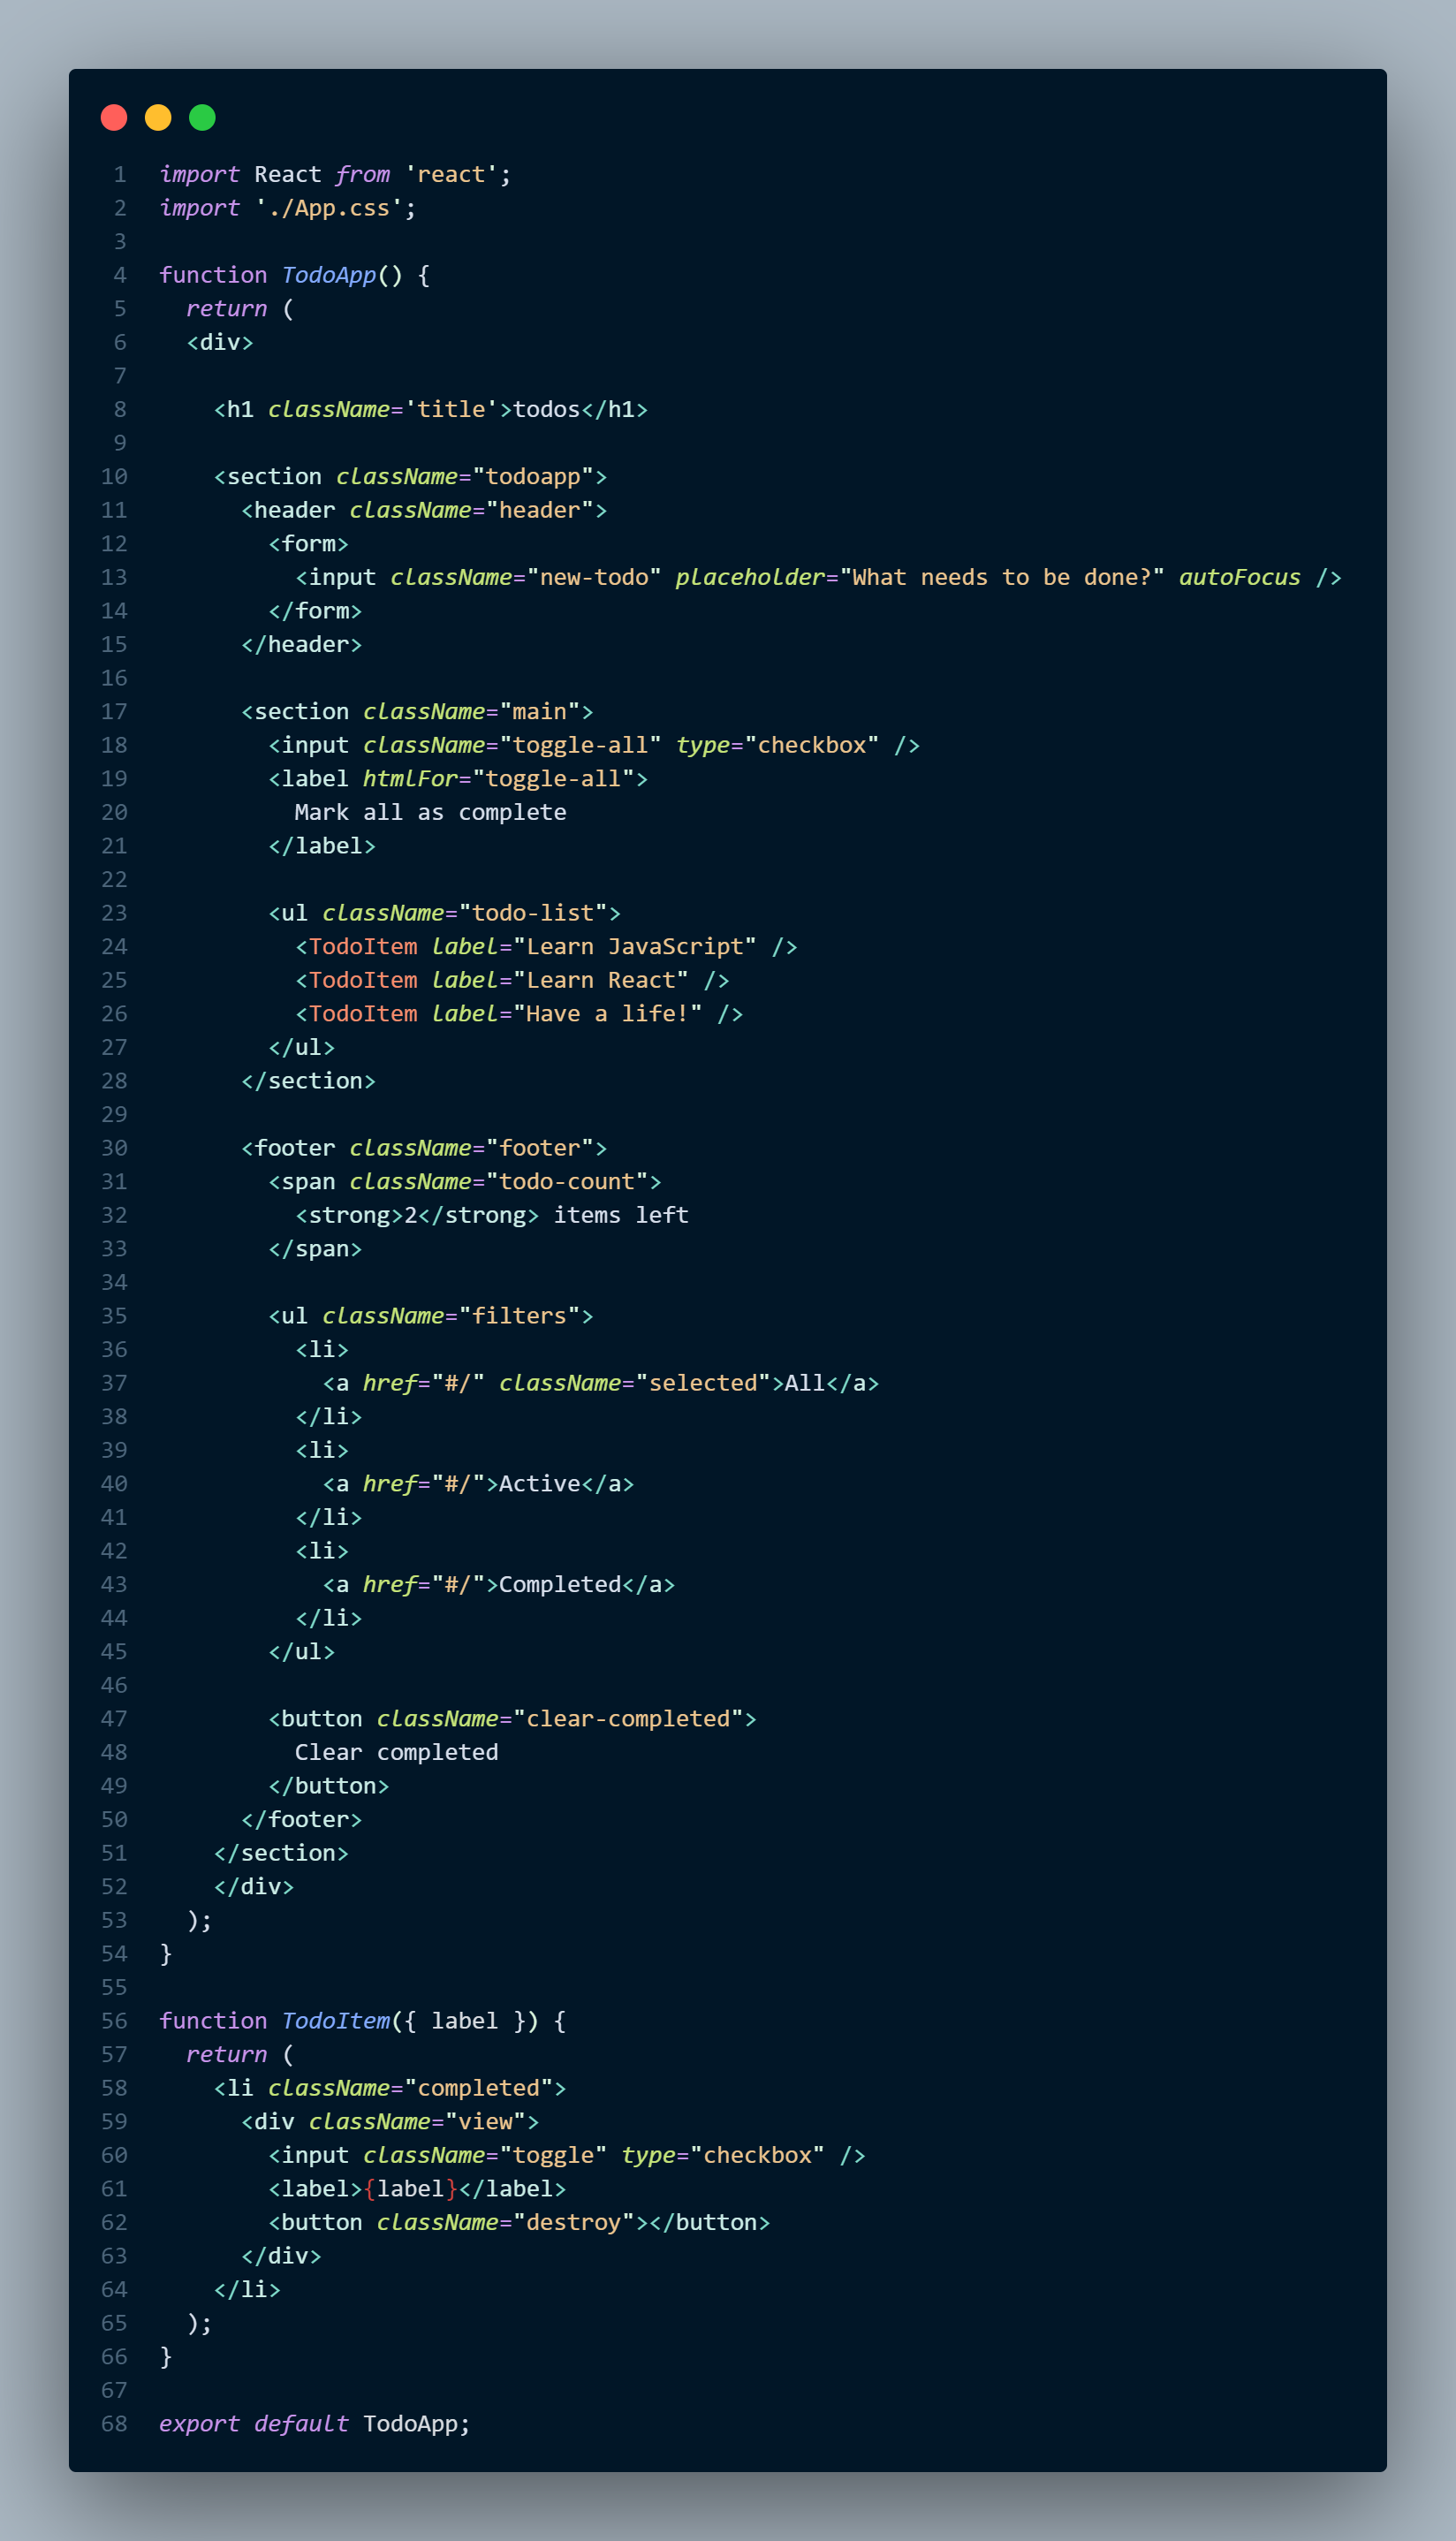 1 import React from 'react';
2 import './App.css';
3
4 function TodoApp() {
5   return (
6   <div>
7
8     <h1 className='title'>todos</h1>
9
10     <section className="todoapp">
11       <header className="header">
12         <form>
13           <input className="new-todo" placeholder="What needs to be done?" autoFocus />
14         </form>
15       </header>
16
17       <section className="main">
18         <input className="toggle-all" type="checkbox" />
19         <label htmlFor="toggle-all">
20           Mark all as complete
21         </label>
22
23         <ul className="todo-list">
24           <TodoItem label="Learn JavaScript" />
25           <TodoItem label="Learn React" />
26           <TodoItem label="Have a life!" />
27         </ul>
28       </section>
29
30       <footer className="footer">
31         <span className="todo-count">
32           <strong>2</strong> items left
33         </span>
34
35         <ul className="filters">
36           <li>
37             <a href="#/" className="selected">All</a>
38           </li>
39           <li>
40             <a href="#/">Active</a>
41           </li>
42           <li>
43             <a href="#/">Completed</a>
44           </li>
45         </ul>
46
47         <button className="clear-completed">
48           Clear completed
49         </button>
50       </footer>
51     </section>
52     </div>
53   );
54 }
55
56 function TodoItem({ label }) {
57   return (
58     <li className="completed">
59       <div className="view">
60         <input className="toggle" type="checkbox" />
61         <label>{label}</label>
62         <button className="destroy"></button>
63       </div>
64     </li>
65   );
66 }
67
68 export default TodoApp;